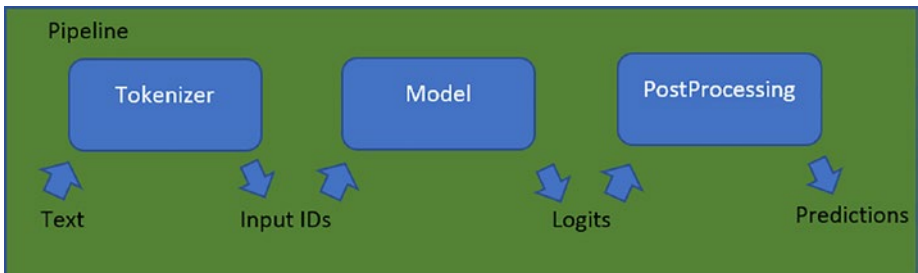 Pipeline
Tokenizer
Model
PostProcessing
Text
Input IDs
Logits
Predictions